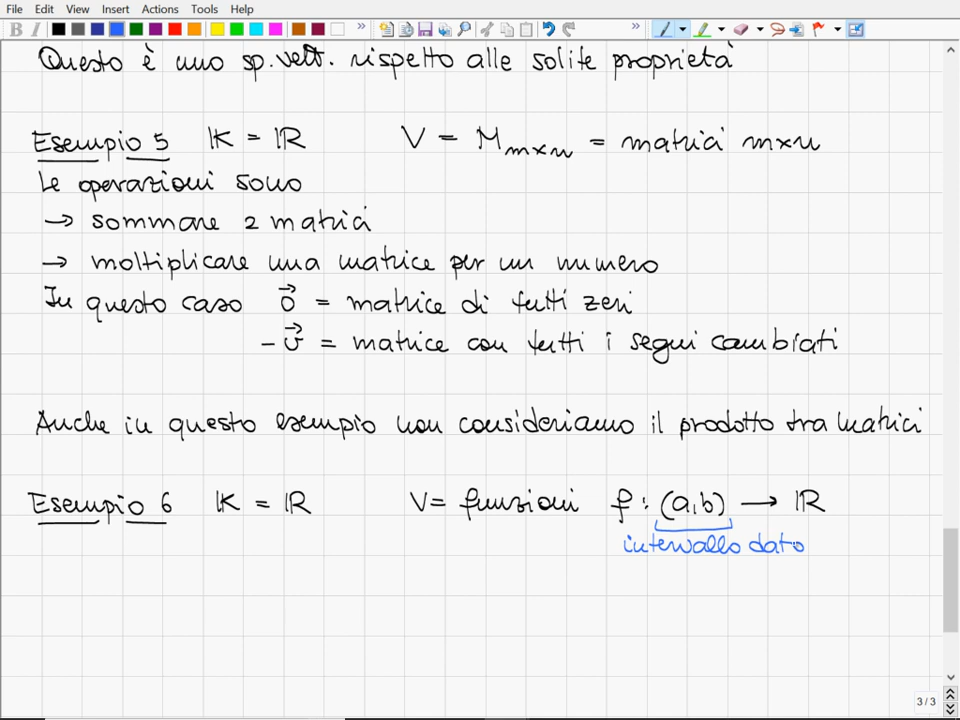 File Edit View Insert Actions Tools Help
B I » »
Questo è uno sp. vett. rispetto alle solite proprietà
Esempio 5 K = R V = M m×n = matrici m×n
Le operazioni sono
→ sommare 2 matrici
→ moltiplicare una matrice per un numero
In questo caso 0⃗ = matrice di tutti zeri
-v⃗ = matrice con tutti i segni cambiati
Anche in questo esempio non consideriamo il prodotto tra matrici
Esempio 6 K = R V = funzioni f : (a,b) → R
intervallo dato
3 / 3